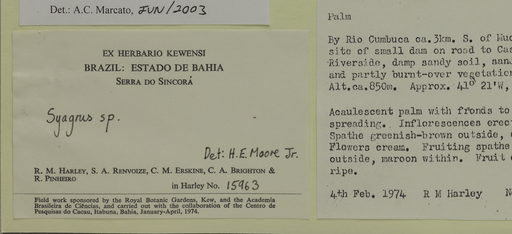 Det.: A.C. Marcato, JUN/2003
EX HERBARIO KEWENSI
BRAZIL: ESTADO DE BAHIA
SERRA DO SINCORÁ
Syagrus sp.
Det: H.E. Moore Jr.
R. M. HARLEY, S. A. RENVOIZE, C. M. ERSKINE, C. A. BRIGHTON &
R. PINHEIRO
in Harley No. 15963
Field work sponsored by the Royal Botanic Gardens, Kew, and the Academia
Brasileira de Ciências, and carried out with the collaboration of the Centro de
Pesquisas do Cacau, Itabuna, Bahia, January-April, 1974.
Palm
By Rio Cumbuca ca.3km. S. of Muc
site of small dam on road to Cas
Riverside, damp sandy soil, san
and partly burnt-over vegetation
Alt.ca.850m. Approx. 41° 21'W,
Acaulescent palm with fronds to
spreading. Inflorescences erec
Spathe greenish-brown outside,
Flowers cream. Fruiting spathe
outside, maroon within. Fruit
ripe.
4th Feb. 1974 R M Harley N